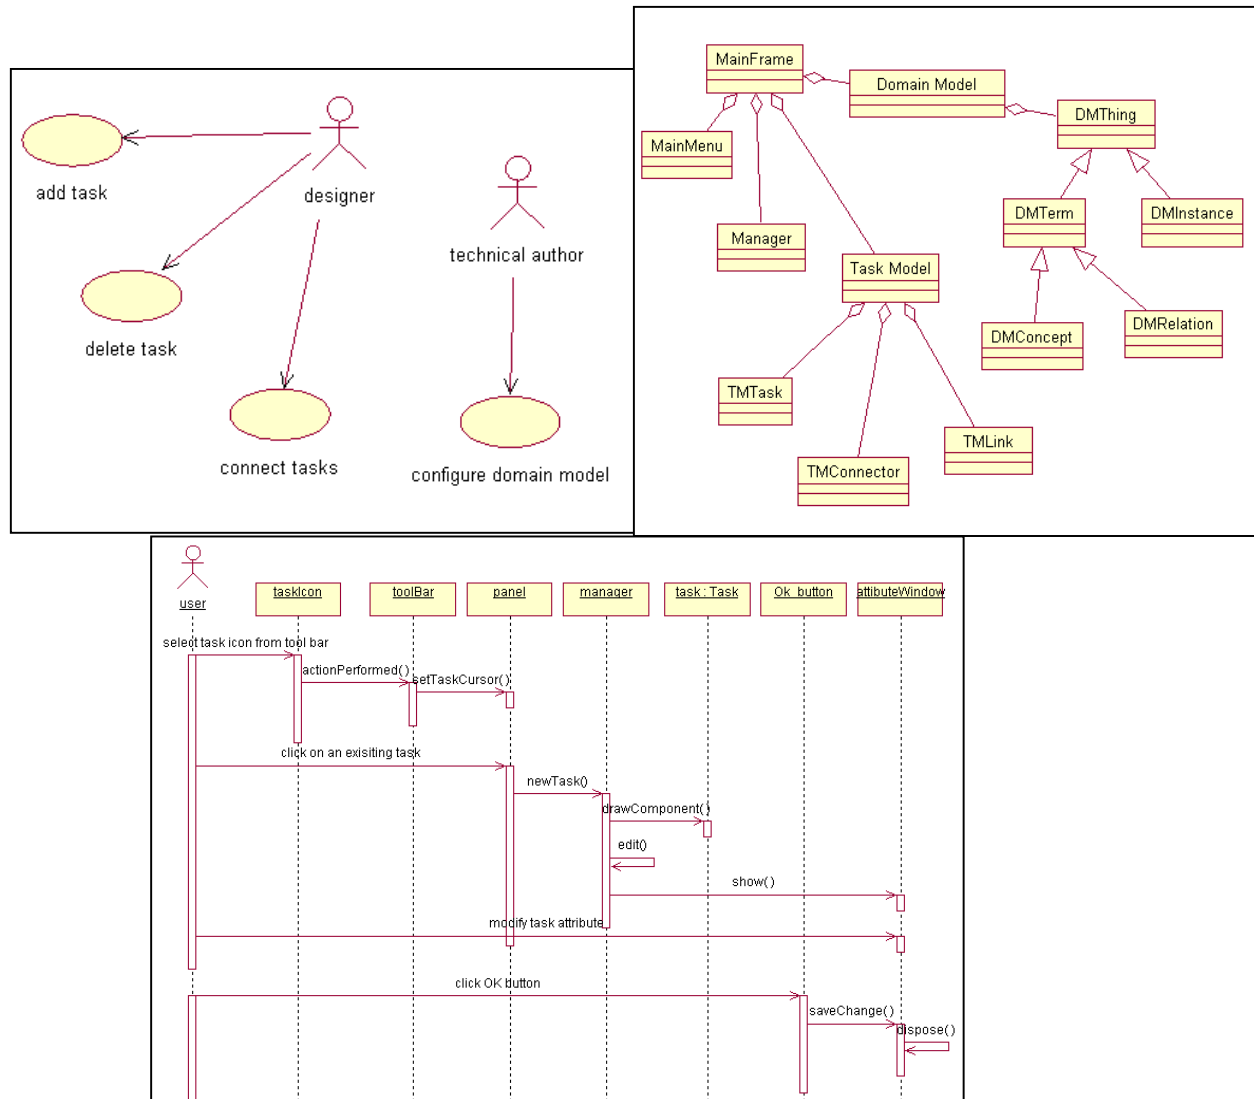 add task
designer
technical author
delete task
connect tasks
configure domain model
MainFrame
Domain Model
DMThing
MainMenu
DMTerm
DMInstance
Manager
Task Model
DMConcept
DMRelation
TMTask
TMLink
TMConnector
user
taskIcon
toolBar
panel
manager
task : Task
Ok button
attibuteWindow
select task icon from tool bar
actionPerformed()
setTaskCursor()
click on an exisiting task
newTask()
drawComponent()
edit()
show()
modify task attribute
click OK button
saveChange()
dispose()